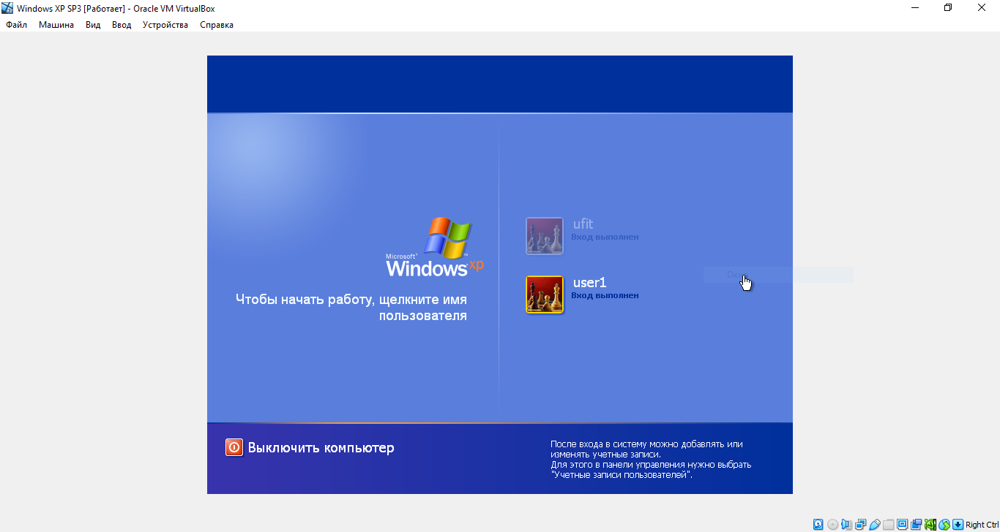 Windows XP SP3 [Работает] - Oracle VM VirtualBox
Файл Машина Вид Ввод Устройства Справка
Microsoft®
Windows xp™
Чтобы начать работу, щелкните имя
пользователя
ufit
Вход выполнен
user1
Вход выполнен
Выключить компьютер
После входа в систему можно добавлять или
изменять учетные записи.
Для этого в панели управления нужно выбрать
"Учетные записи пользователей".
Right Ctrl